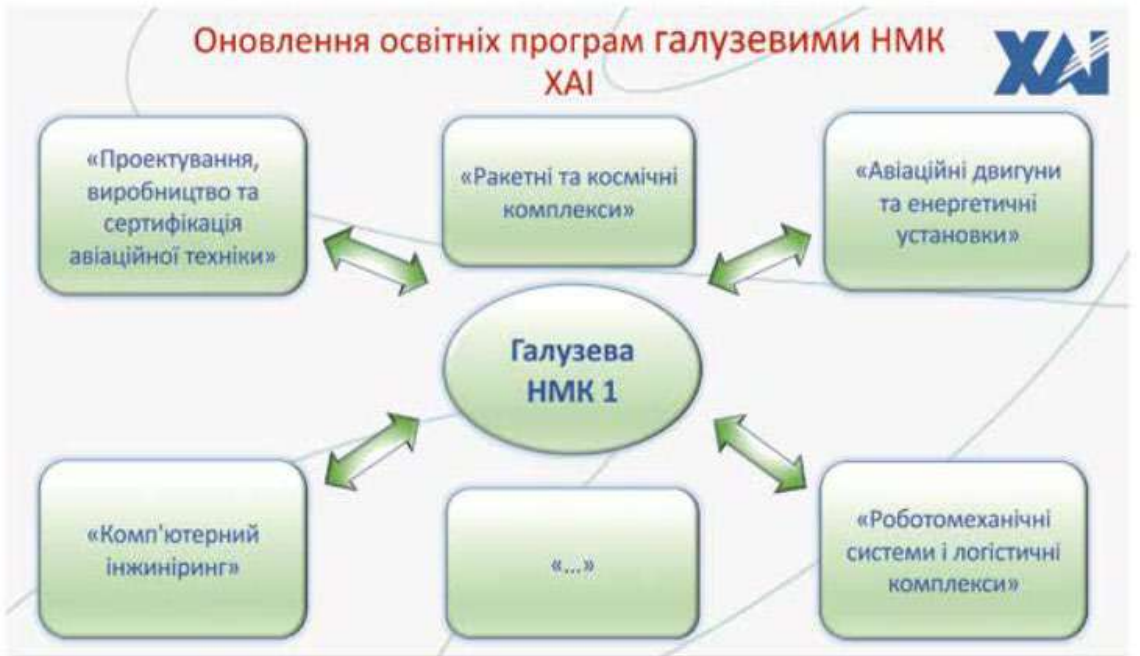 Оновлення освітніх програм галузевими НМК
ХАІ
ХАІ
«Проектування,
виробництво та
сертифікація
авіаційної техніки»
«Ракетні та космічні
комплекси»
«Авіаційні двигуни
та енергетичні
установки»
Галузева
НМК 1
«Комп'ютерний
інжиніринг»
«...»
«Роботомеханічні
системи і логістичні
комплекси»